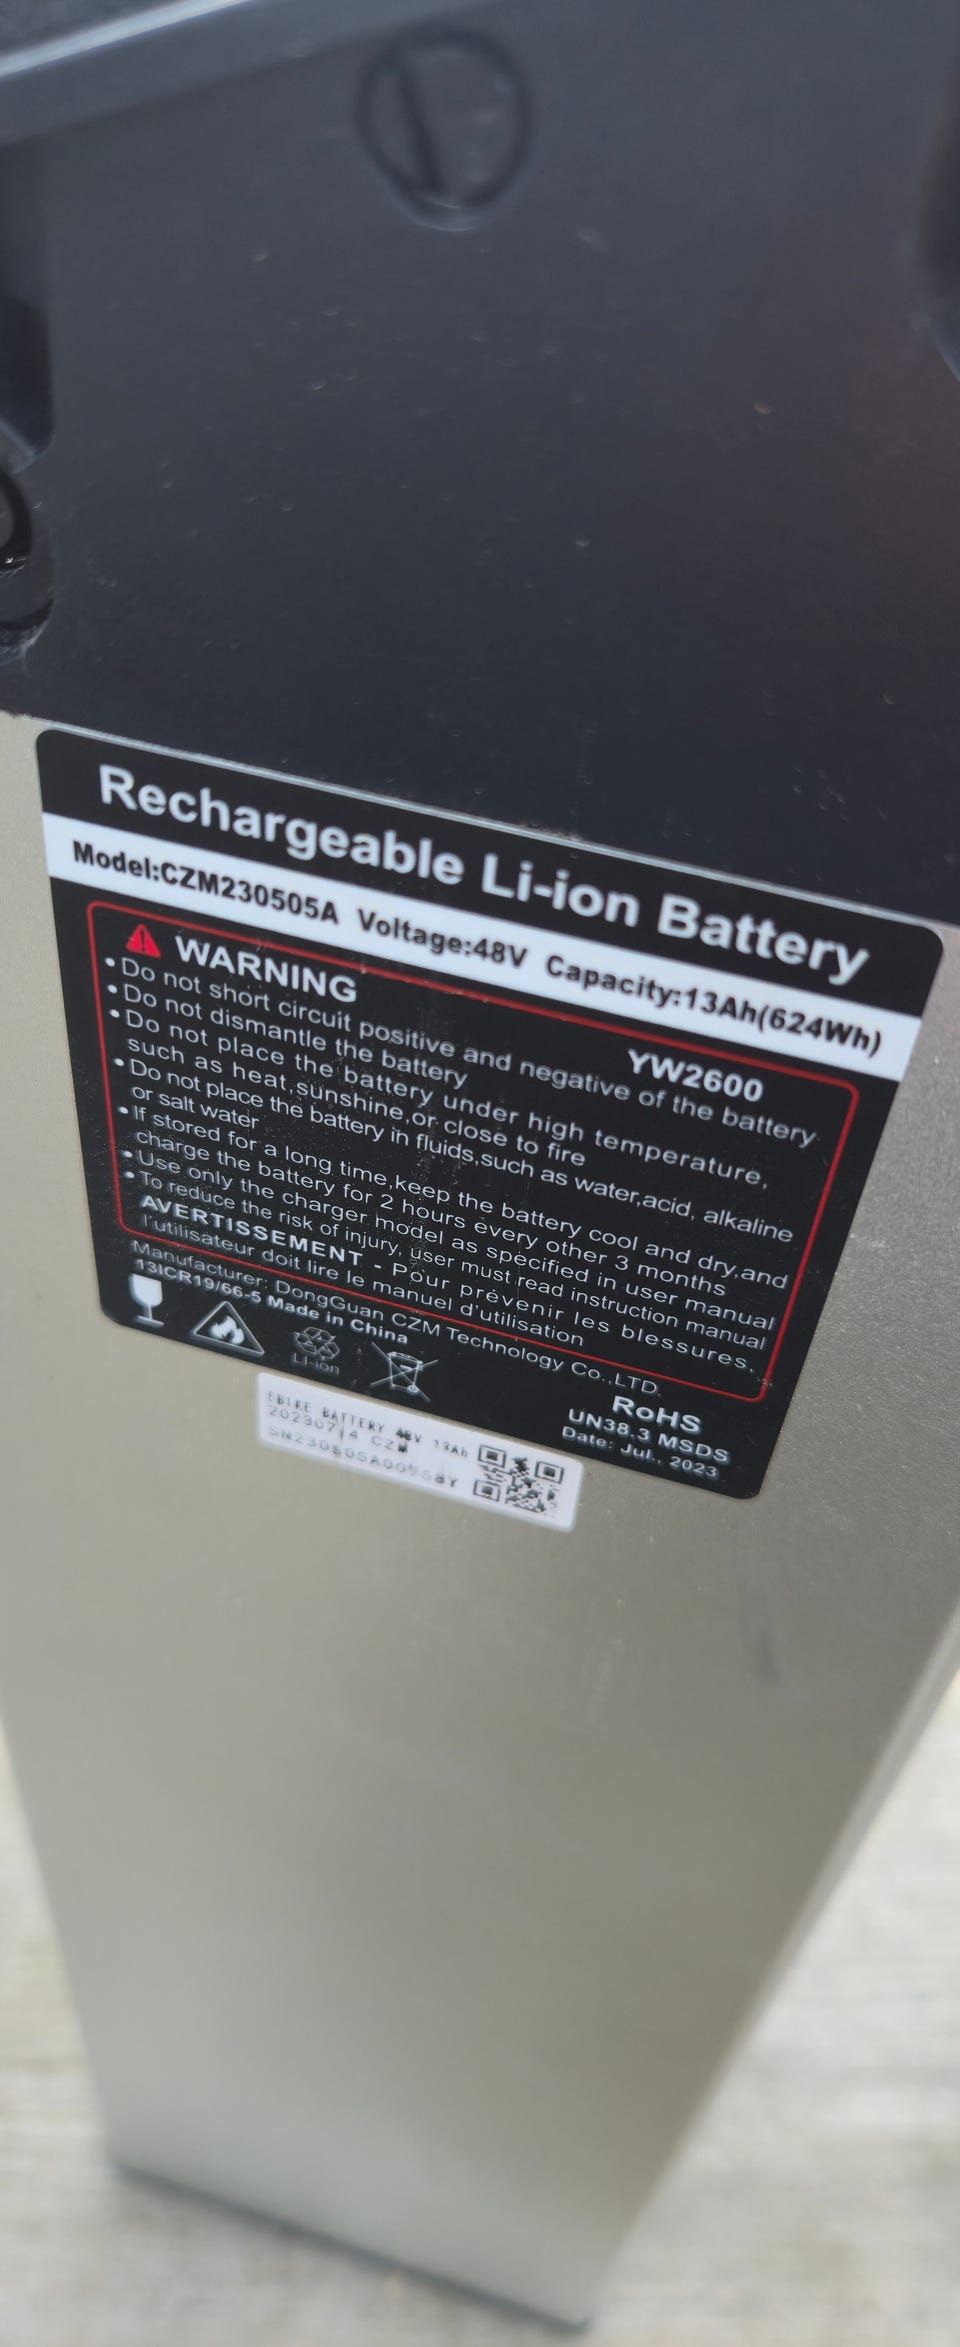 Rechargeable Li-ion Battery
Model:CZM230505A Voltage:48V Capacity:13Ah(624Wh)
WARNING
YW2600
•Do not short circuit positive and negative of the battery
•Do not dismantle the battery
•Do not place the battery under high temperature,
such as heat,sunshine,or close to fire
•Do not place the battery in fluids,such as water,acid, alkaline
or salt water
•If stored for a long time,keep the battery cool and dry,and
charge the battery for 2 hours every other 3 months
•Use only the charger model as specified in user manual
•To reduce the risk of injury, user must read instruction manual
AVERTISSEMENT - Pour prévenir les blessures,
l'utilisateur doit lire le manuel d'utilisation
Manufacturer: DongGuan CZM Technology Co.,LTD.
13ICR19/66-5 Made in China
Li-ion
RoHS
UN38.3 MSDS
Date: Jul., 2023
EBIKE BATTERY 48V 13Ah
CZM